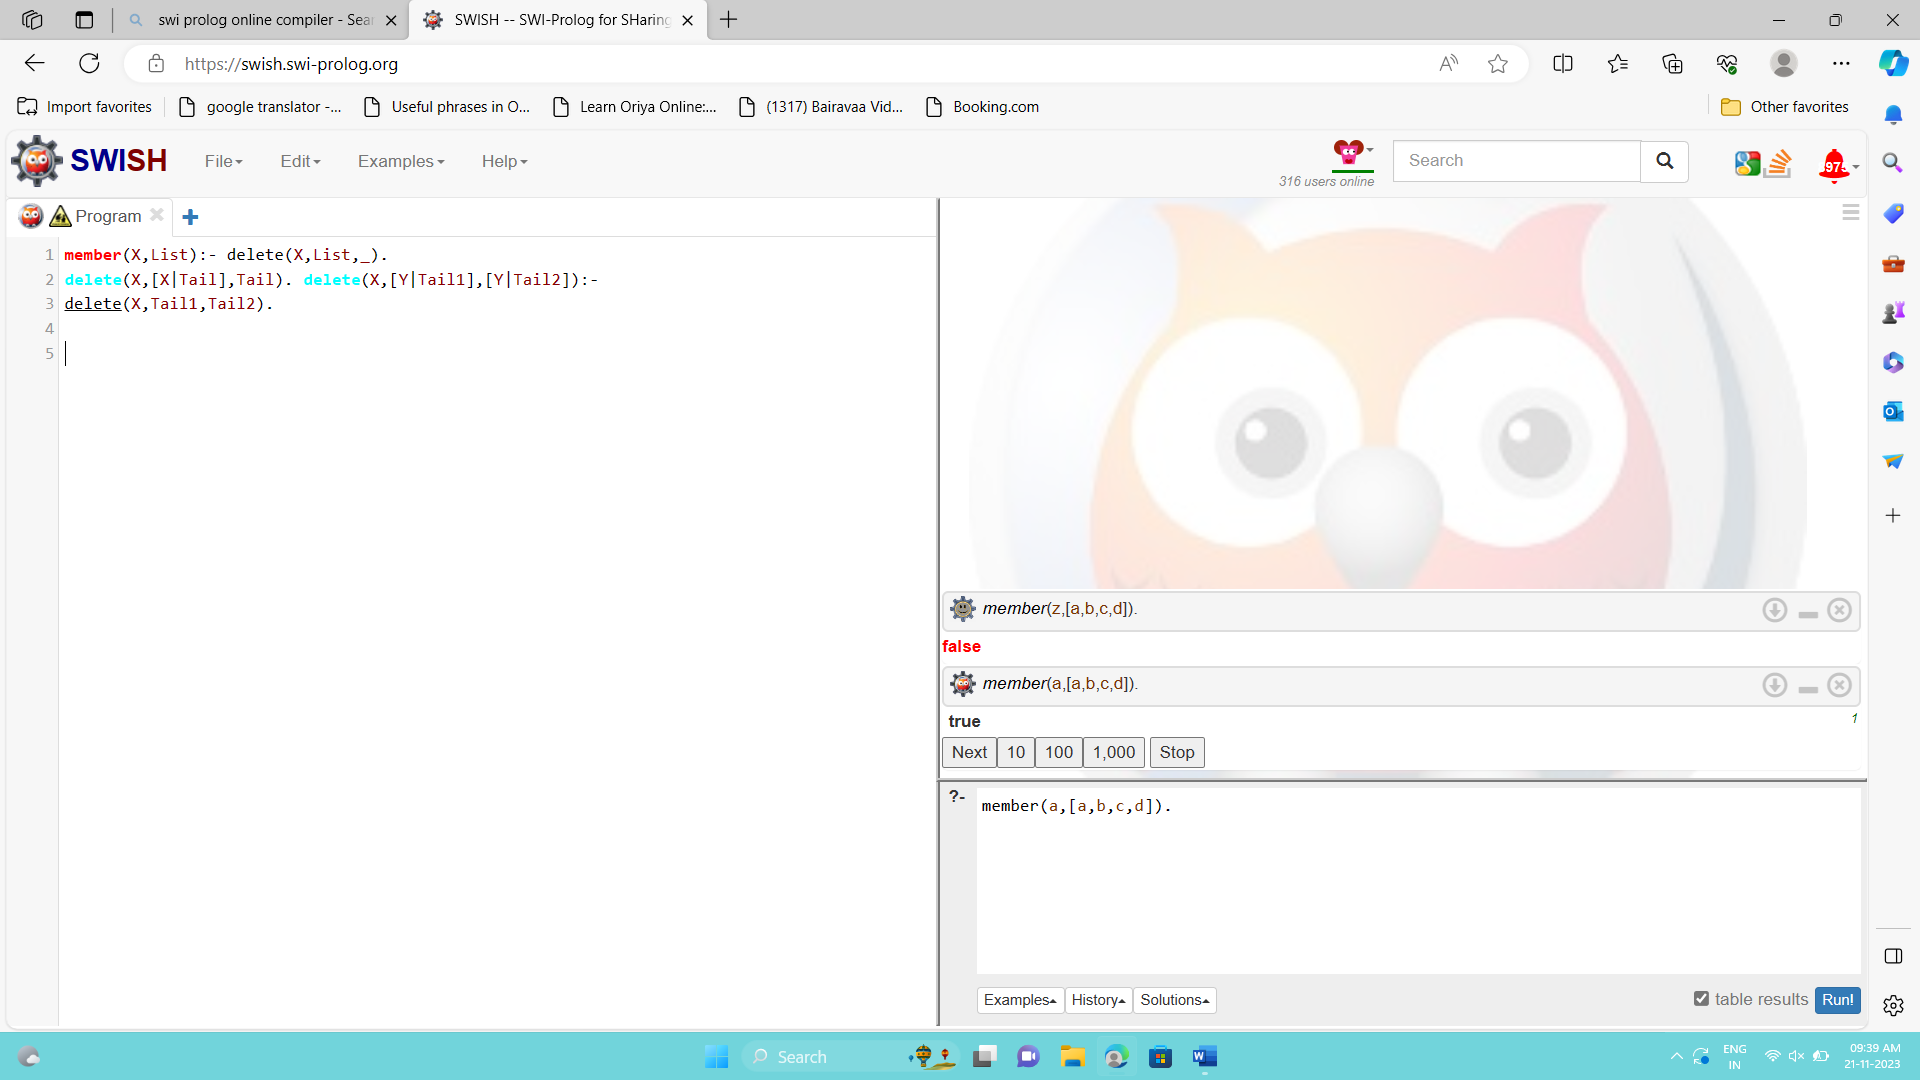 swi prolog online compiler - Sea
SWISH -- SWI-Prolog for SHaring
https://swish.swi-prolog.org
Import favorites
google translator -...
Useful phrases in O...
Learn Oriya Online:...
(1317) Bairavaa Vid...
Booking.com
Other favorites
SWISH
File
Edit
Examples
Help
316 users online
Search
97
Program
1 member(X,List):- delete(X,List,_).
2 delete(X,[X|Tail],Tail). delete(X,[Y|Tail1],[Y|Tail2]):-
3 delete(X,Tail1,Tail2).
4
5
member(z,[a,b,c,d]).
false
member(a,[a,b,c,d]).
true
1
Next 10 100 1,000 Stop
?- member(a,[a,b,c,d]).
Examples History Solutions
table results Run!
Search
ENG
IN
09:39 AM
21-11-2023